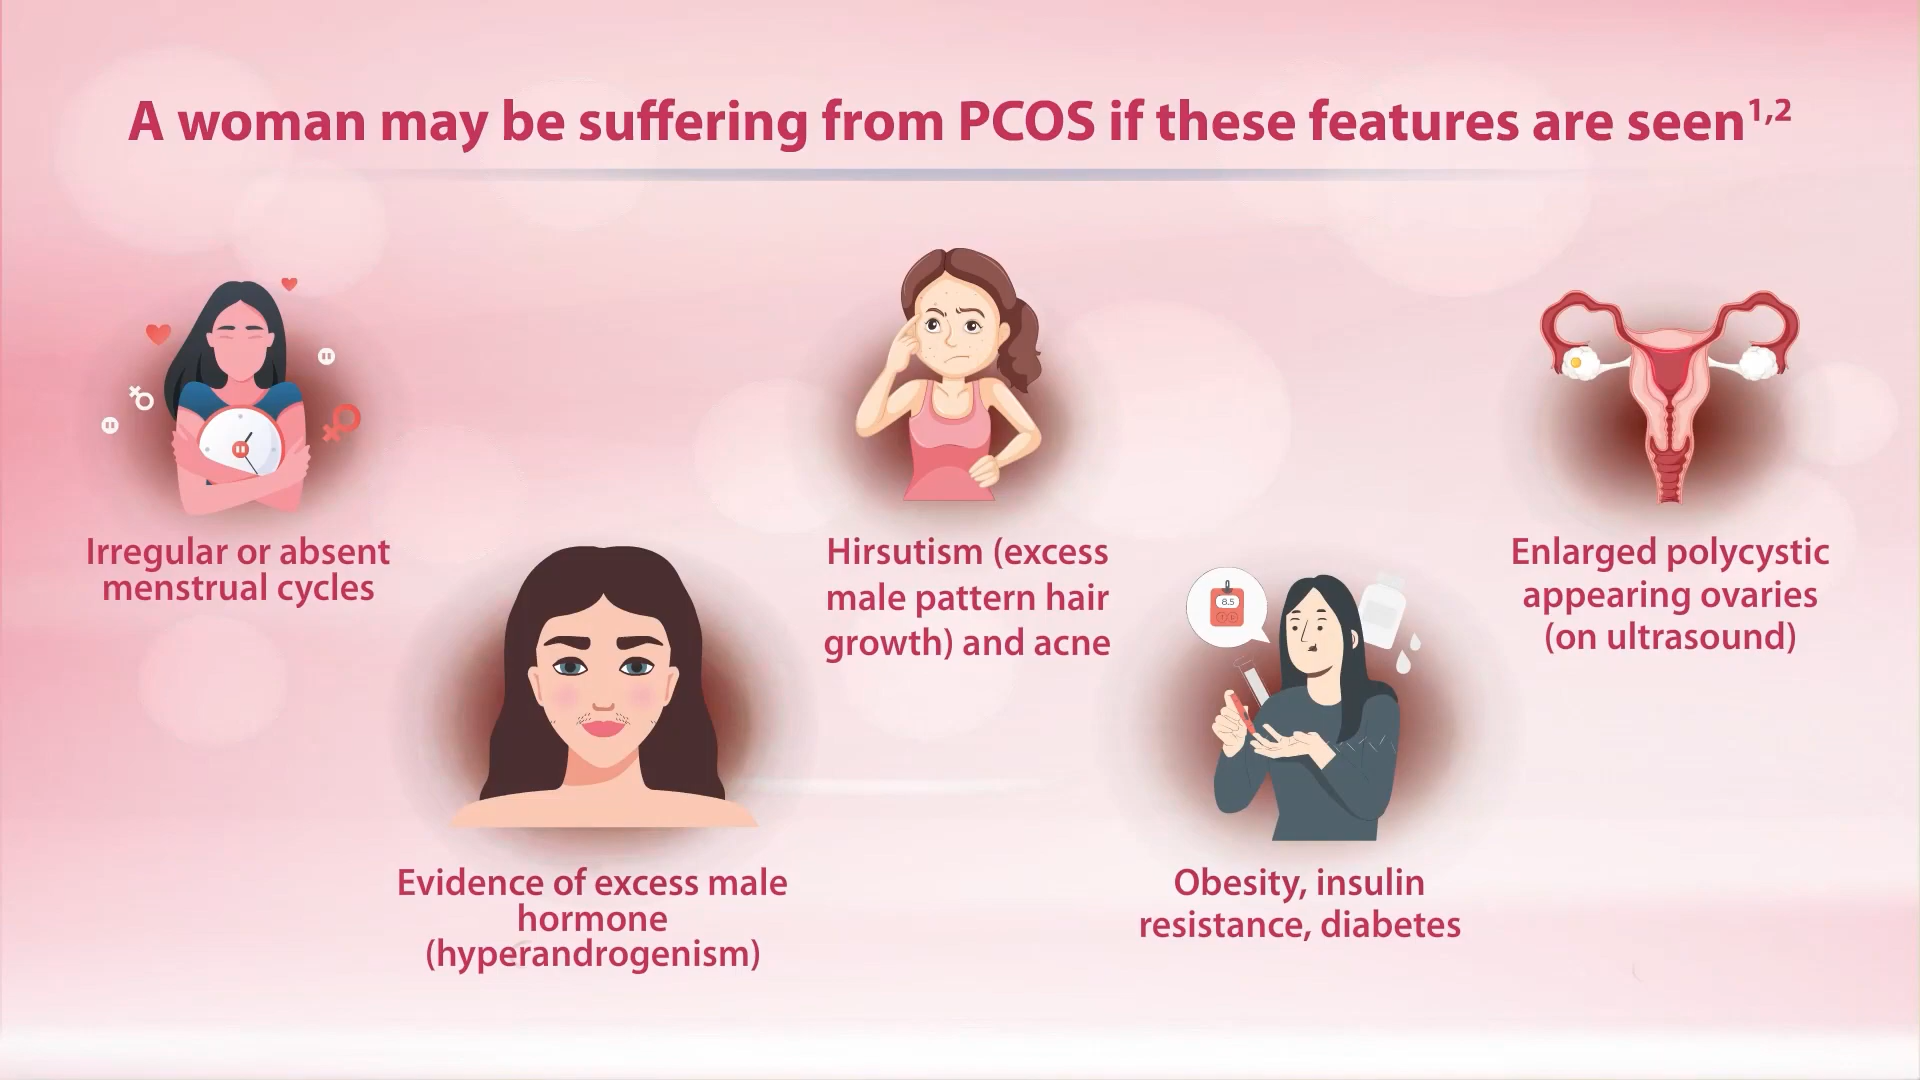 A woman may be suffering from PCOS if these features are seen1,2
Irregular or absent
menstrual cycles
Evidence of excess male
hormone
(hyperandrogenism)
Hirsutism (excess
male pattern hair
growth) and acne
8.5
Obesity, insulin
resistance, diabetes
Enlarged polycystic
appearing ovaries
(on ultrasound)